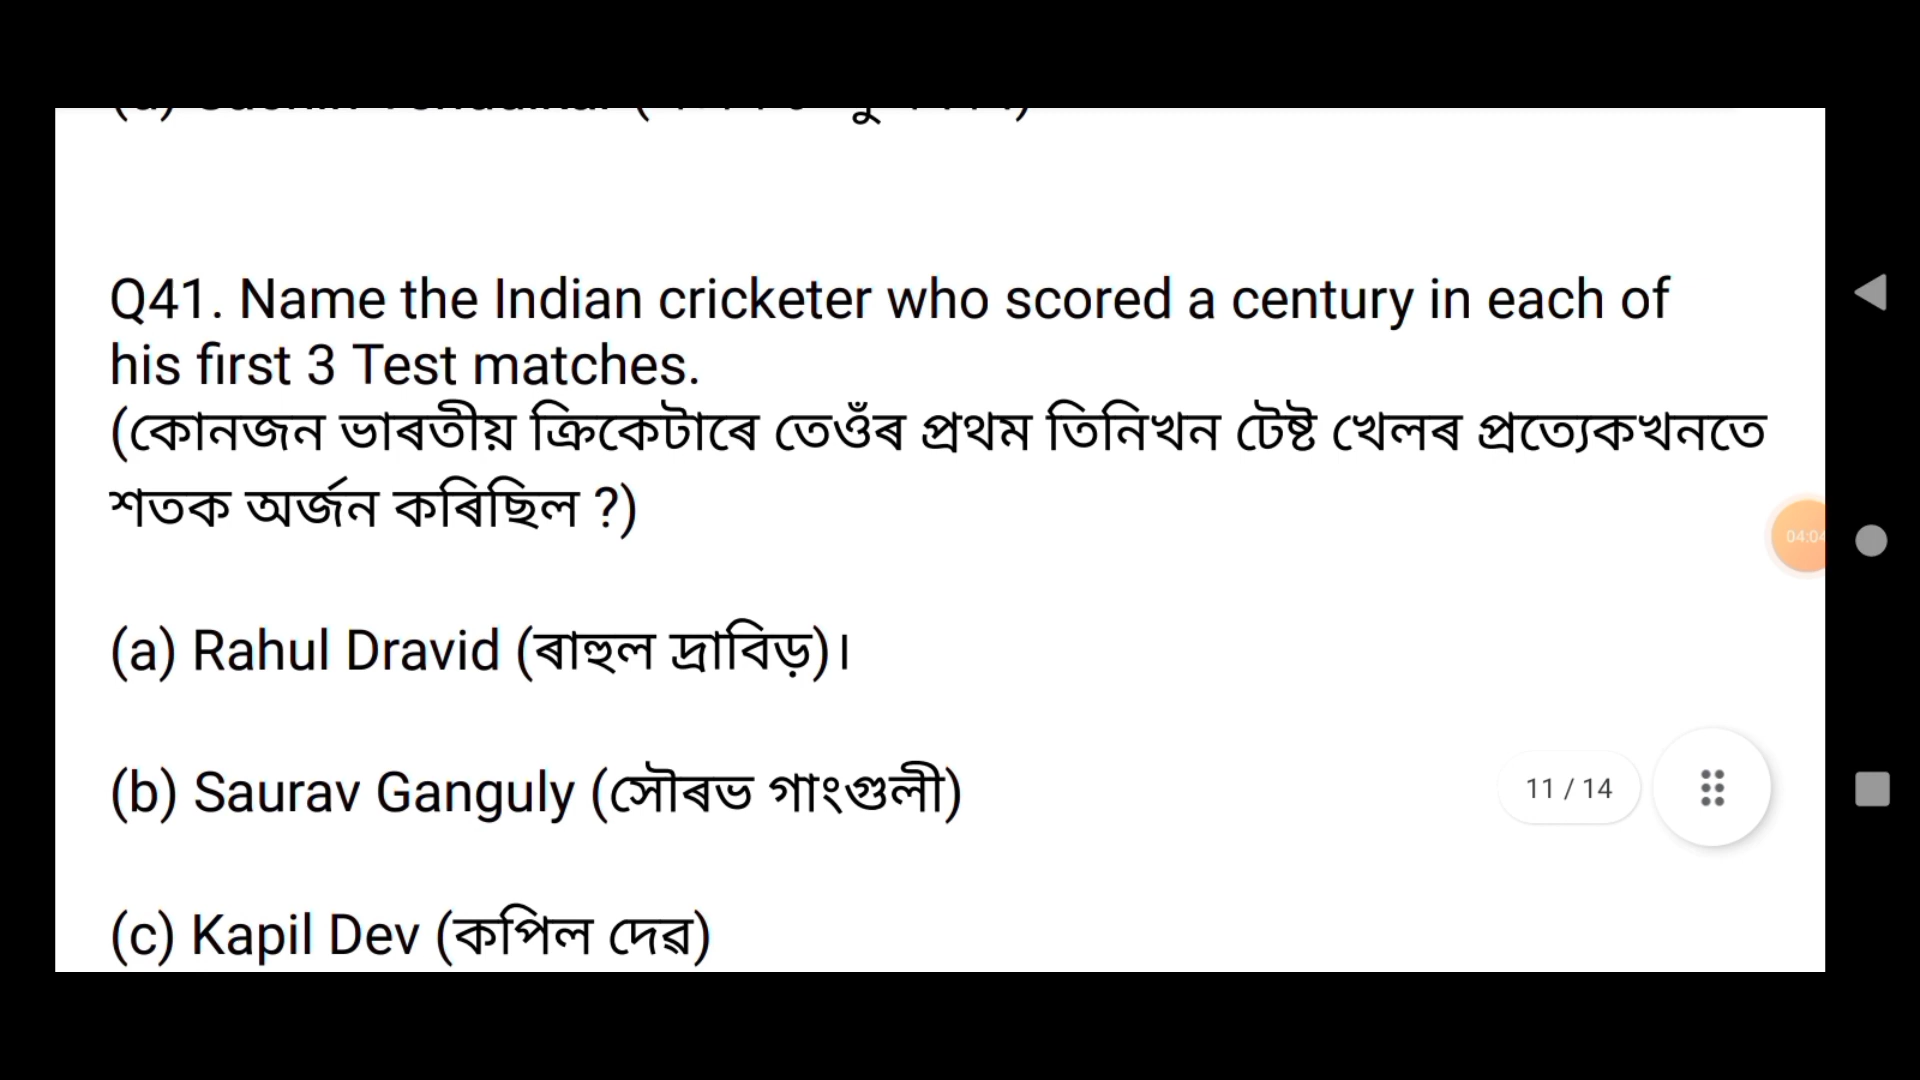 Q41. Name the Indian cricketer who scored a century in each of
his first 3 Test matches.
(কোনজন ভাৰতীয় ক্ৰিকেটাৰে তেওঁৰ প্ৰথম তিনিখন টেষ্ট খেলৰ প্ৰত্যেকখনতে
শতক অৰ্জন কৰিছিল ?)
(a) Rahul Dravid (ৰাহুল দ্ৰাবিড়)।
(b) Saurav Ganguly (সৌৰভ গাংগুলী)
11 / 14
(c) Kapil Dev (কপিল দেৱ)